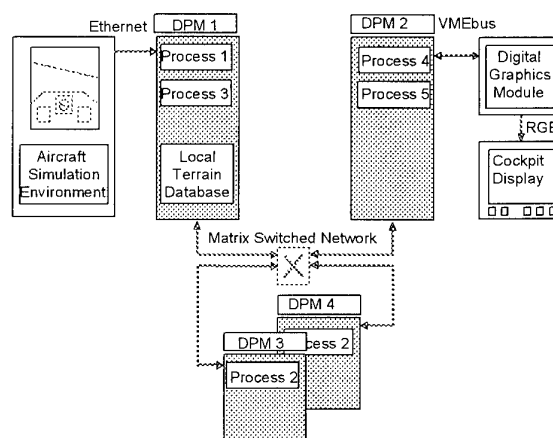 Ethernet
DPM 1
Process 1
Process 3
Local
Terrain
Database
Aircraft
Simulation
Environment
DPM 2
VMEbus
Process 4
Process 5
Digital
Graphics
Module
RGB
Cockpit
Display
Matrix Switched Network
DPM 4
cess 2
DPM 3
Process 2